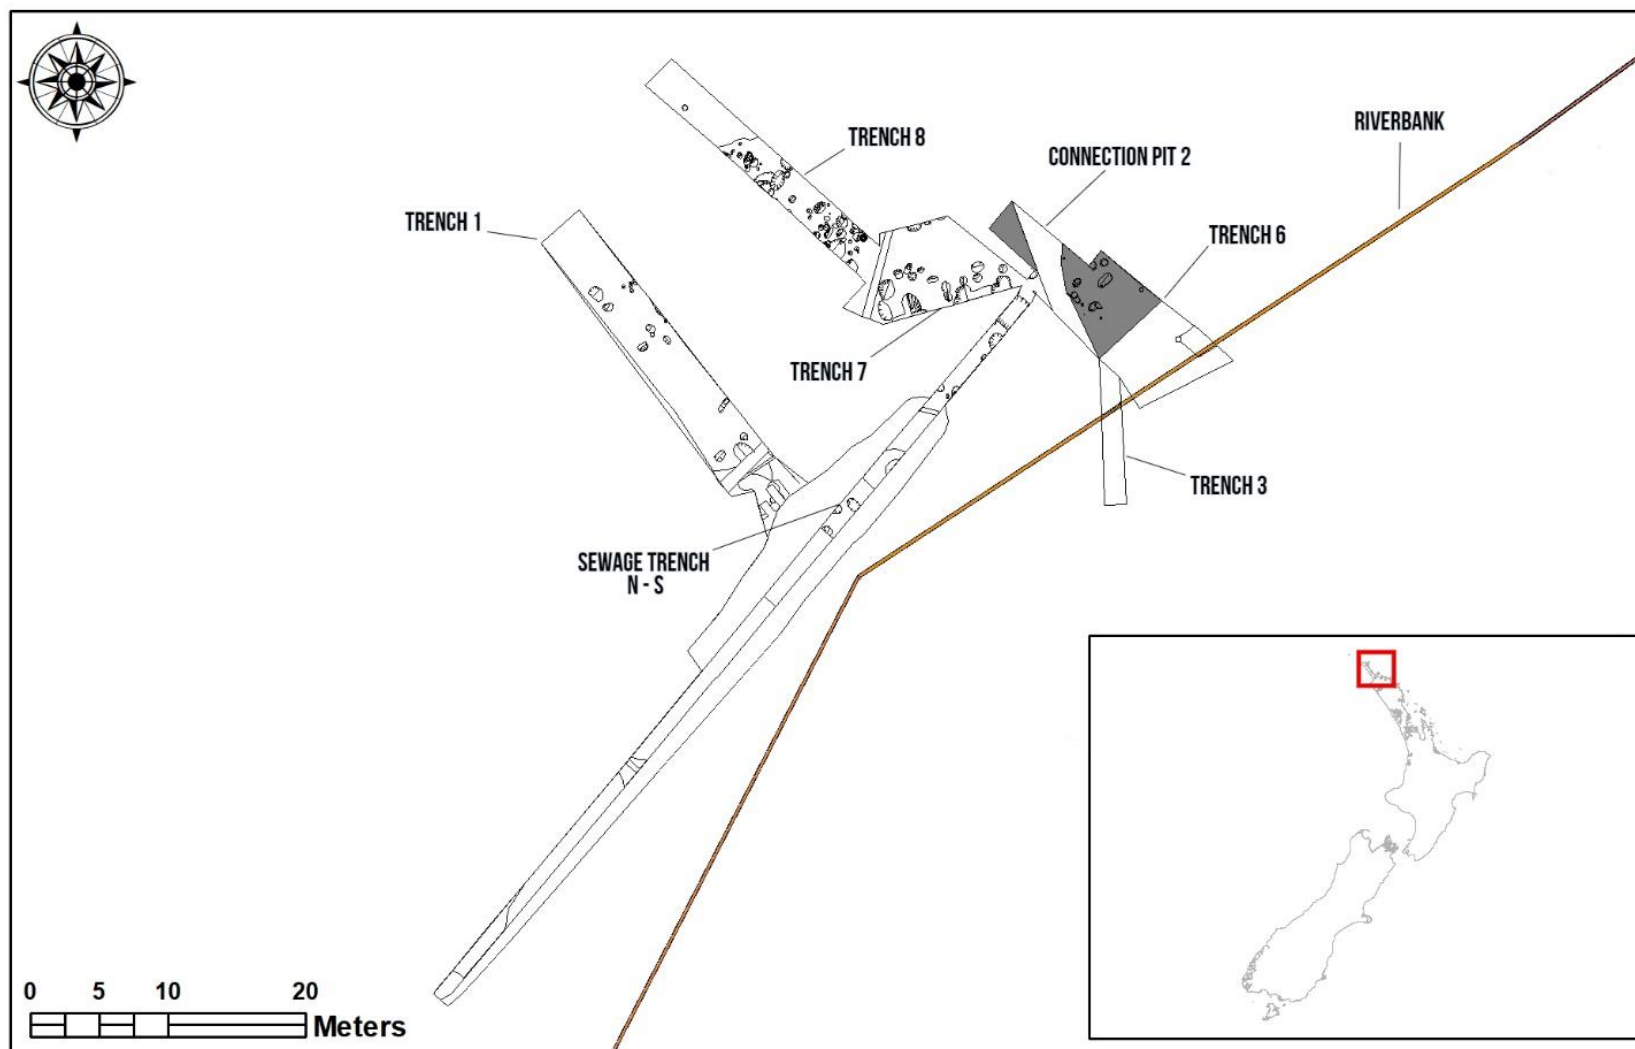 RIVERBANK
TRENCH 8
CONNECTION PIT 2
TRENCH 1
TRENCH 6
TRENCH 7
TRENCH 3
SEWAGE TRENCH
N - S
0 5 10 20
Meters